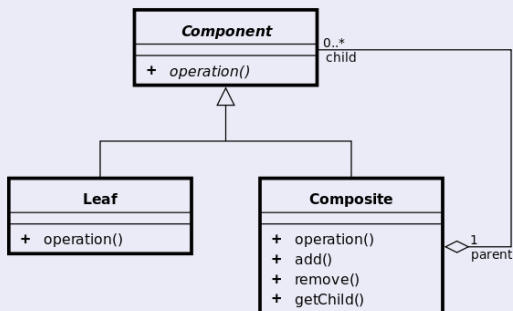 Component
+ operation()
0..*
child
Leaf
+ operation()
Composite
+ operation()
+ add()
+ remove()
+ getChild()
1
parent